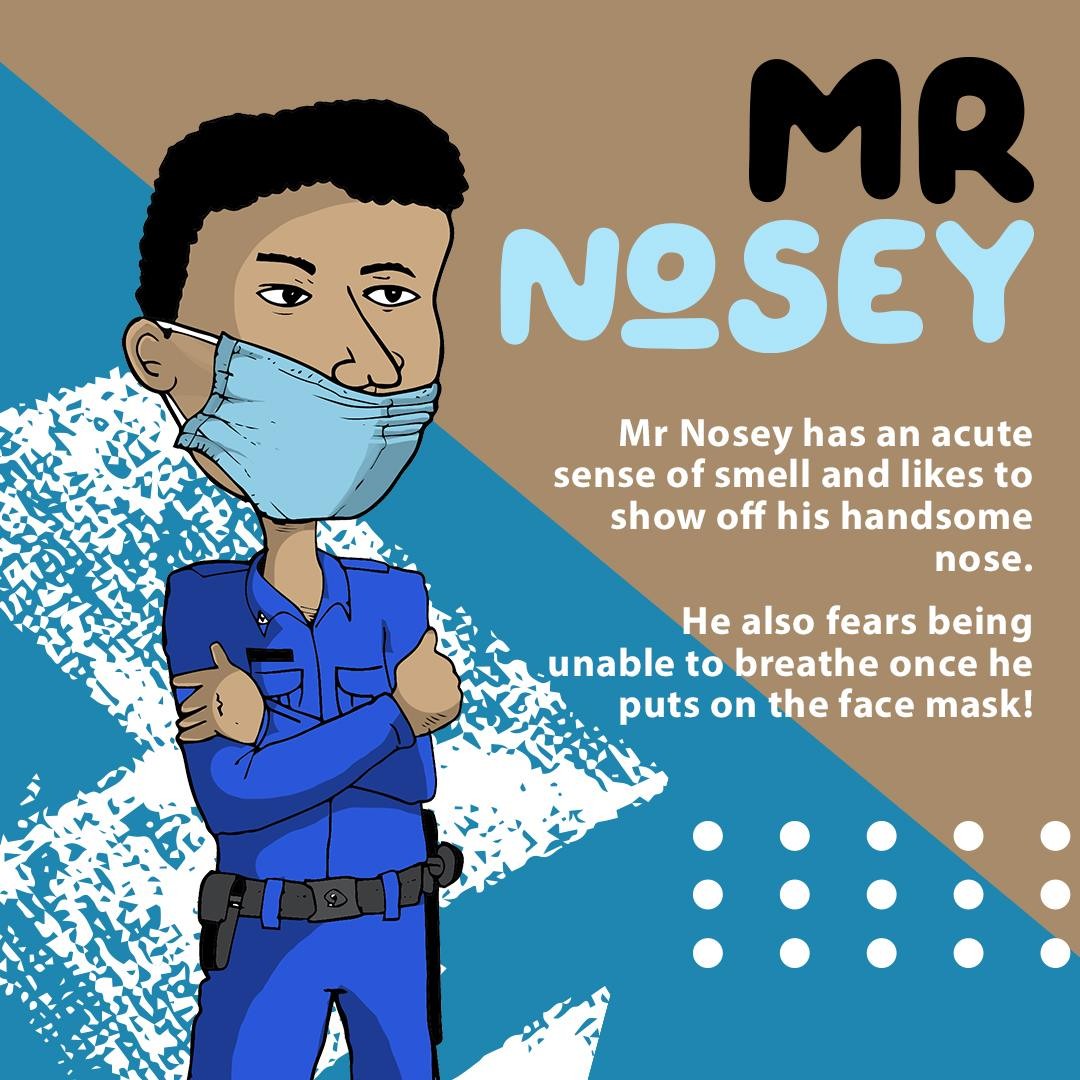 MR
NOSEY
Mr Nosey has an acute
sense of smell and likes to
show off his handsome
nose.
He also fears being
unable to breathe once he
puts on the face mask!